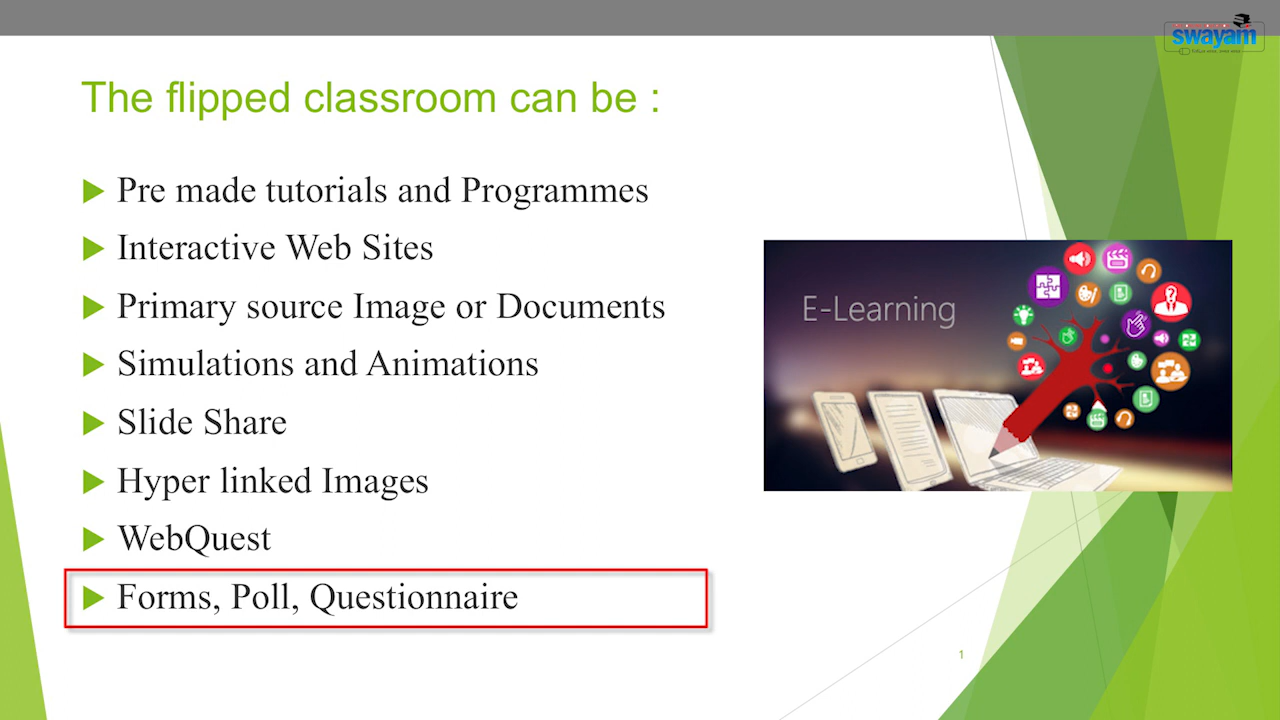 swayam
The flipped classroom can be :
Pre made tutorials and Programmes
Interactive Web Sites
Primary source Image or Documents
Simulations and Animations
Slide Share
Hyper linked Images
WebQuest
Forms, Poll, Questionnaire
E-Learning
1